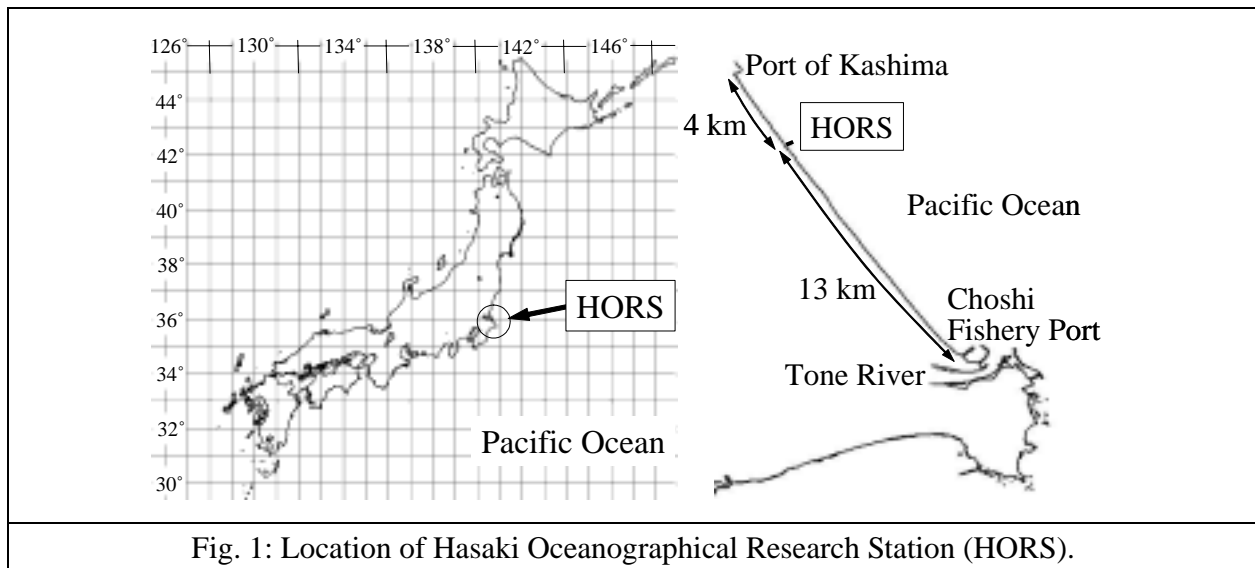 126˚ 130˚ 134˚ 138˚ 142˚ 146˚
44˚
42˚
40˚
38˚
36˚
34˚
32˚
30˚
HORS
Pacific Ocean
Port of Kashima
4 km
HORS
Pacific Ocean
13 km
Choshi
Fishery Port
Tone River
Fig. 1: Location of Hasaki Oceanographical Research Station (HORS).